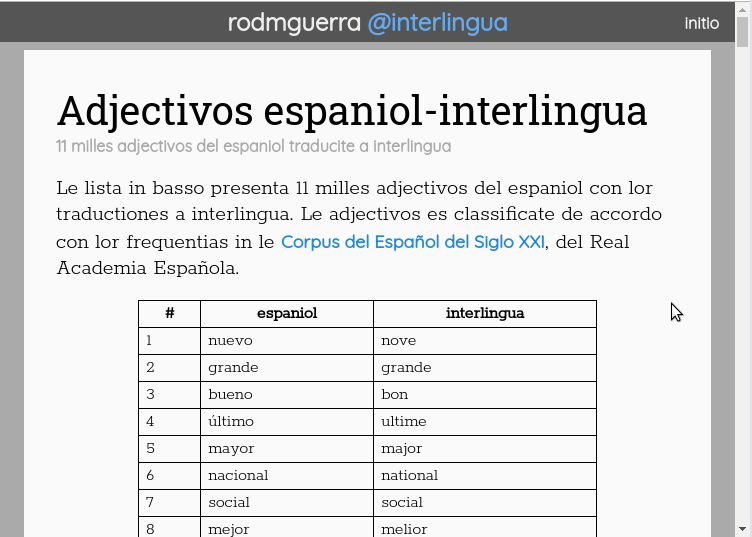 rodmguerra @interlingua
initio
Adjectivos espaniol-interlingua
11 milles adjectivos del espaniol traducite a interlingua
Le lista in basso presenta 11 milles adjectivos del espaniol con lor
traductiones a interlingua. Le adjectivos es classificate de accordo
con lor frequentias in le Corpus del Español del Siglo XXI, del Real
Academia Española.
# espaniol interlingua
1 nuevo nove
2 grande grande
3 bueno bon
4 último ultime
5 mayor major
6 nacional national
7 social social
8 mejor melior